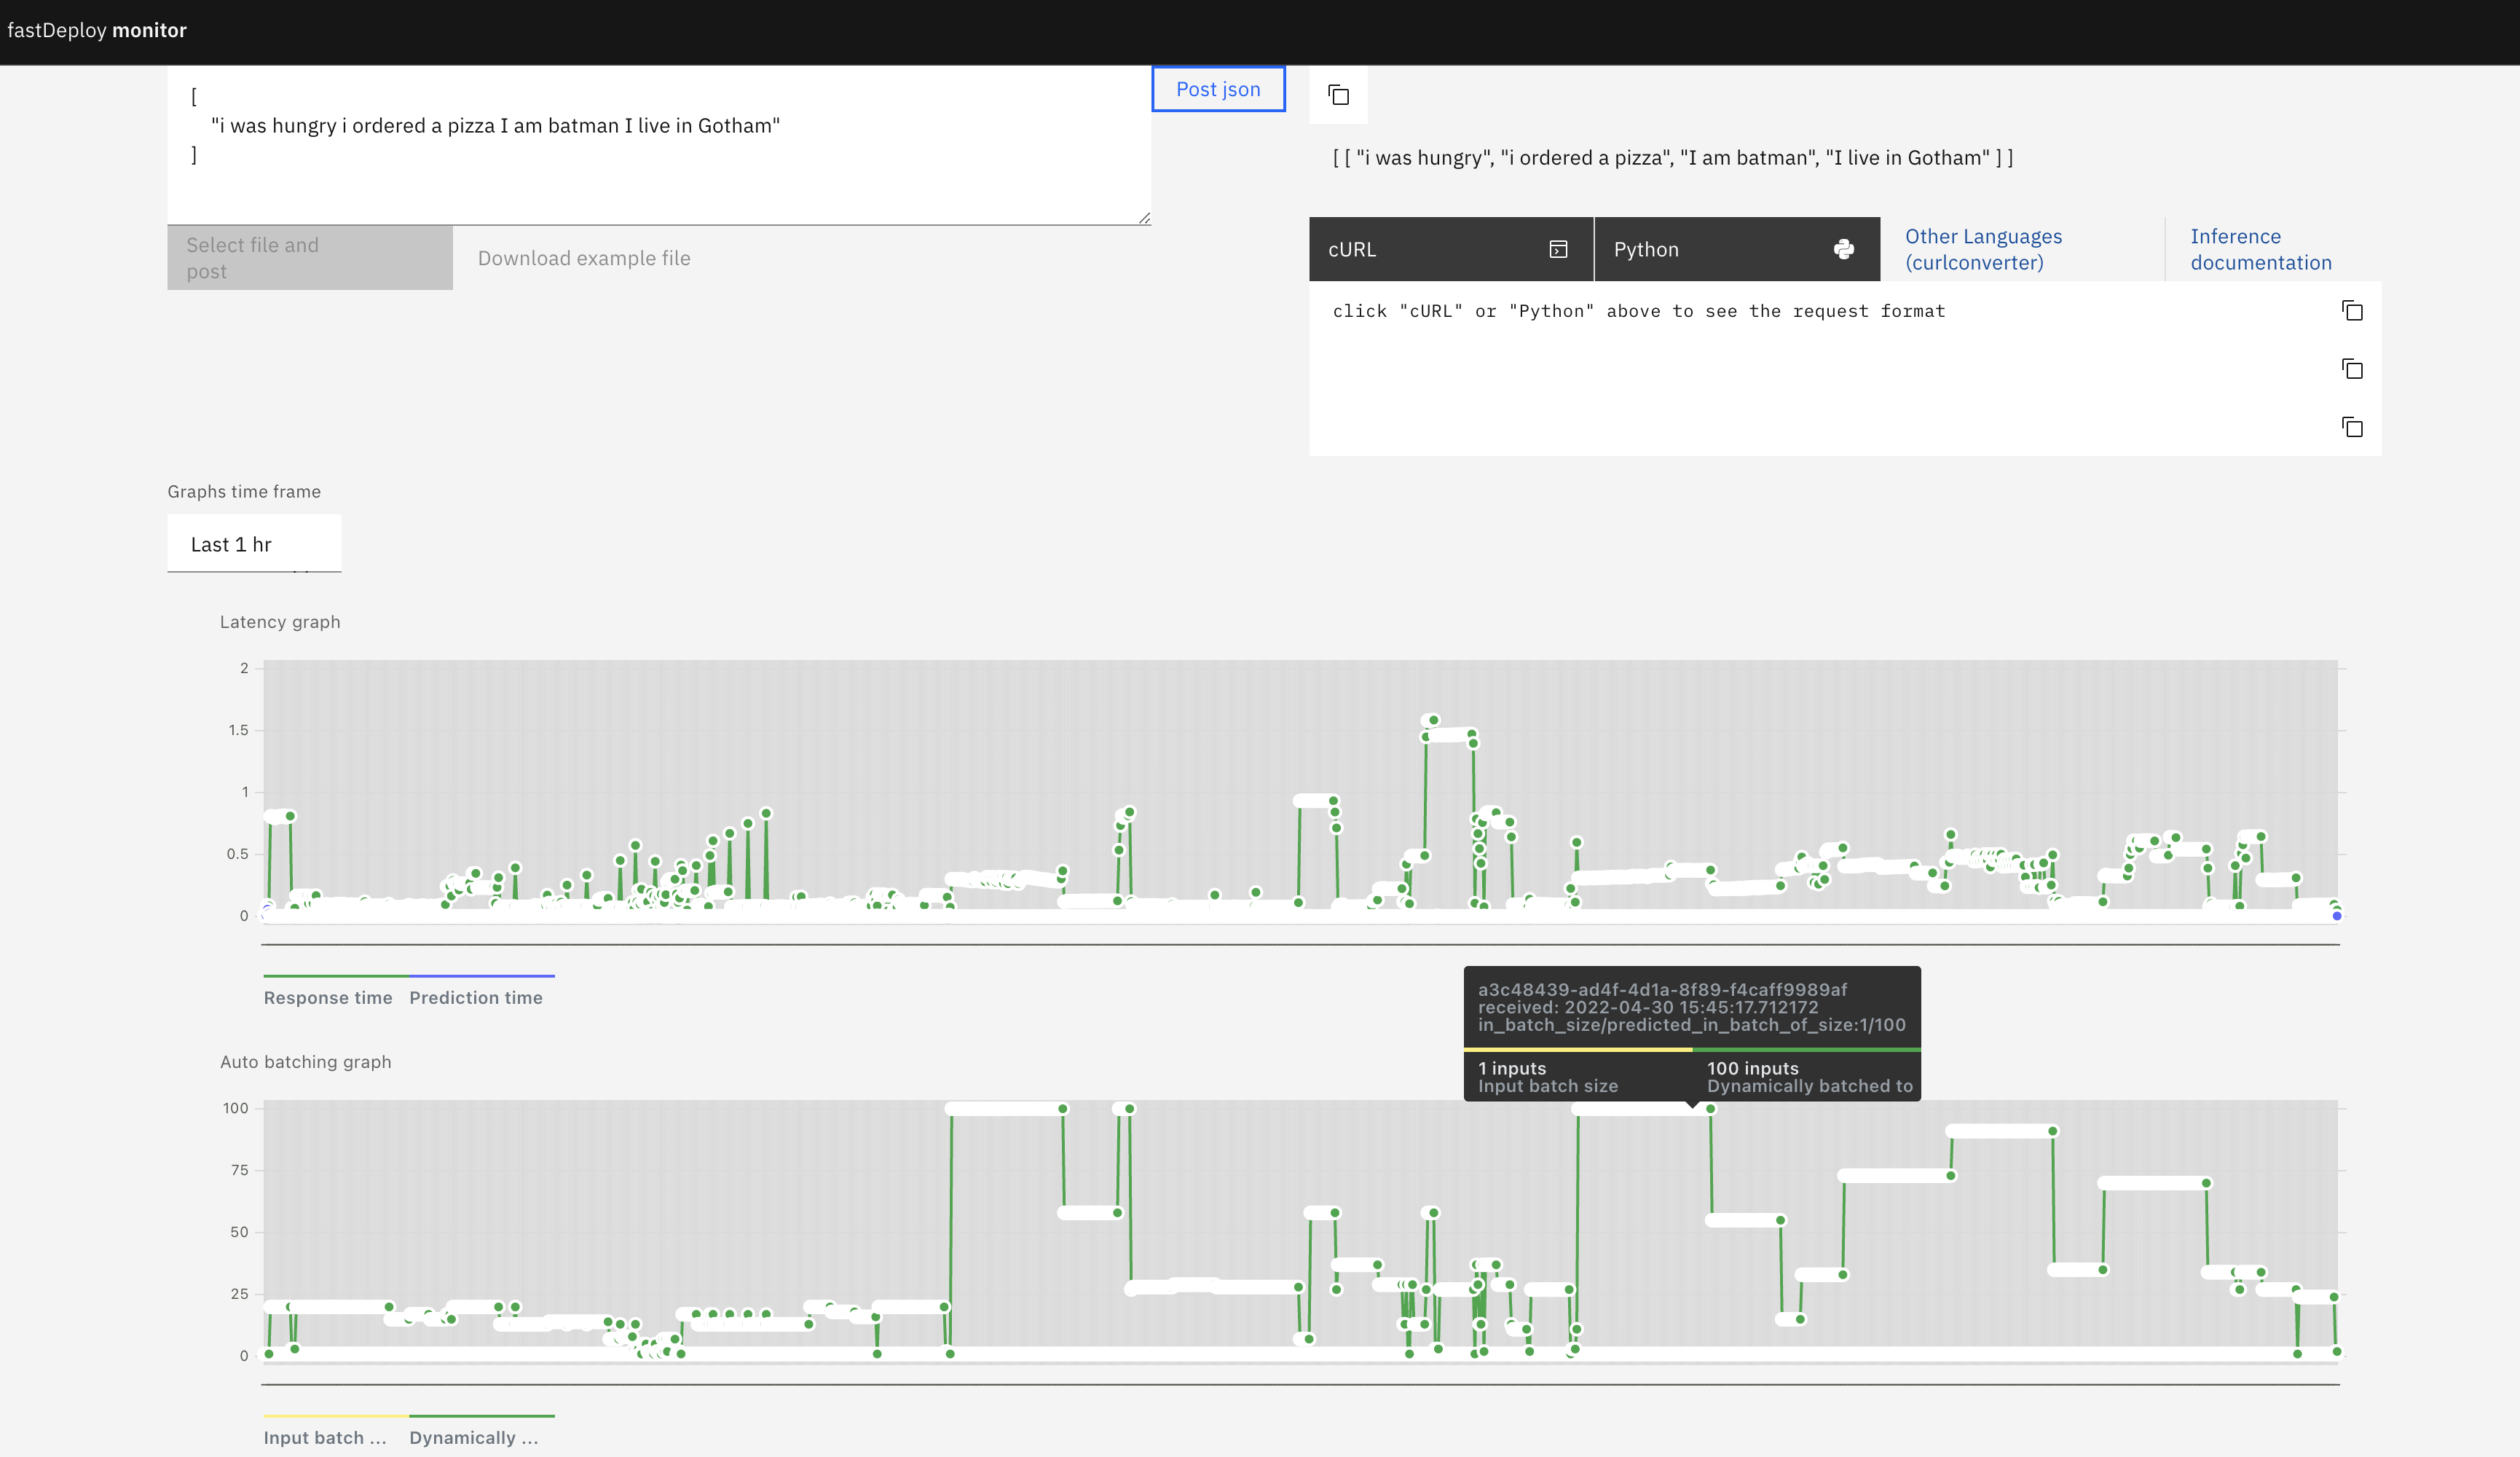 fastDeploy monitor
[
"i was hungry i ordered a pizza I am batman I live in Gotham"
]
Post json
Select file and
post
Download example file
[ [ "i was hungry", "i ordered a pizza", "I am batman", "I live in Gotham" ] ]
cURL
Python
Other Languages
(curlconverter)
Inference
documentation
click "cURL" or "Python" above to see the request format
Graphs time frame
Last 1 hr
Latency graph
2
1.5
1
0.5
0
Response time
Prediction time
a3c48439-ad4f-4d1a-8f89-f4caff9989af
received: 2022-04-30 15:45:17.712172
in_batch_size/predicted_in_batch_of_size:1/100
1 inputs
Input batch size
100 inputs
Dynamically batched to
Auto batching graph
100
75
50
25
0
Input batch ...
Dynamically ...